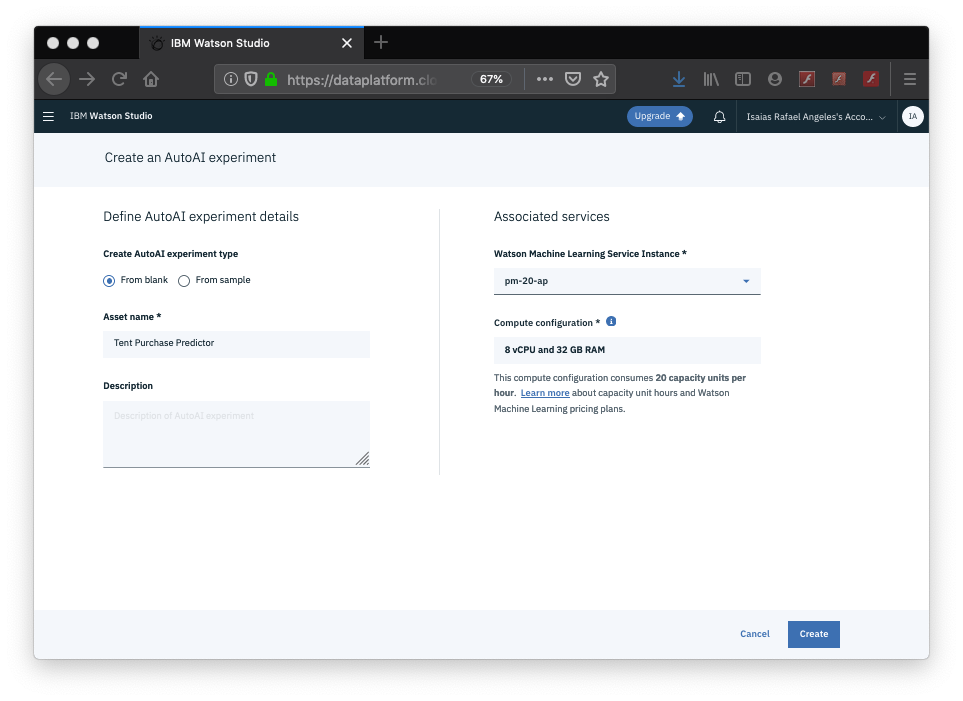 IBM Watson Studio
https://dataplatform.clo
67%
IBM Watson Studio
Upgrade
Isaias Rafael Angeles's Acco...
IA
Create an AutoAI experiment
Define AutoAI experiment details
Create AutoAI experiment type
From blank
From sample
Asset name *
Tent Purchase Predictor
Description
Description of AutoAI experiment
Associated services
Watson Machine Learning Service Instance *
pm-20-ap
Compute configuration *
8 vCPU and 32 GB RAM
This compute configuration consumes 20 capacity units per
hour. Learn more about capacity unit hours and Watson
Machine Learning pricing plans.
Cancel
Create